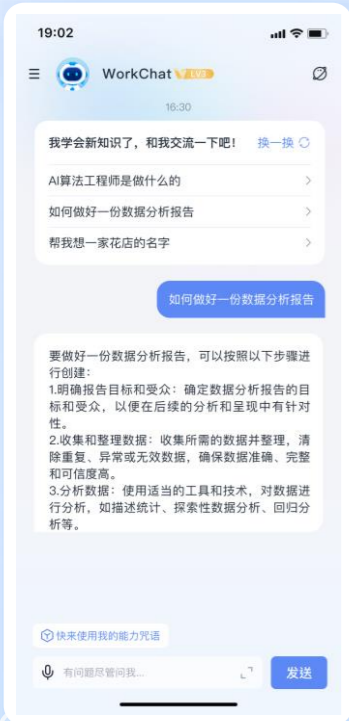 19:02
WorkChat LV2
16:30
我学会新知识了，和我交流一下吧！ 换一换
AI算法工程师是做什么的
如何做好一份数据分析报告
帮我想一家花店的名字
如何做好一份数据分析报告
要做好一份数据分析报告，可以按照以下步骤进
行创建：
1.明确报告目标和受众：确定数据分析报告的目
标和受众，以便在后续的分析和呈现中有针对
性。
2.收集和整理数据：收集所需的数据并整理，清
除重复、异常或无效数据，确保数据准确、完整
和可信度高。
3.分析数据：使用适当的工具和技术，对数据进
行分析，如描述统计、探索性数据分析、回归分
析等。
快来使用我的能力咒语
有问题尽管问我... 发送